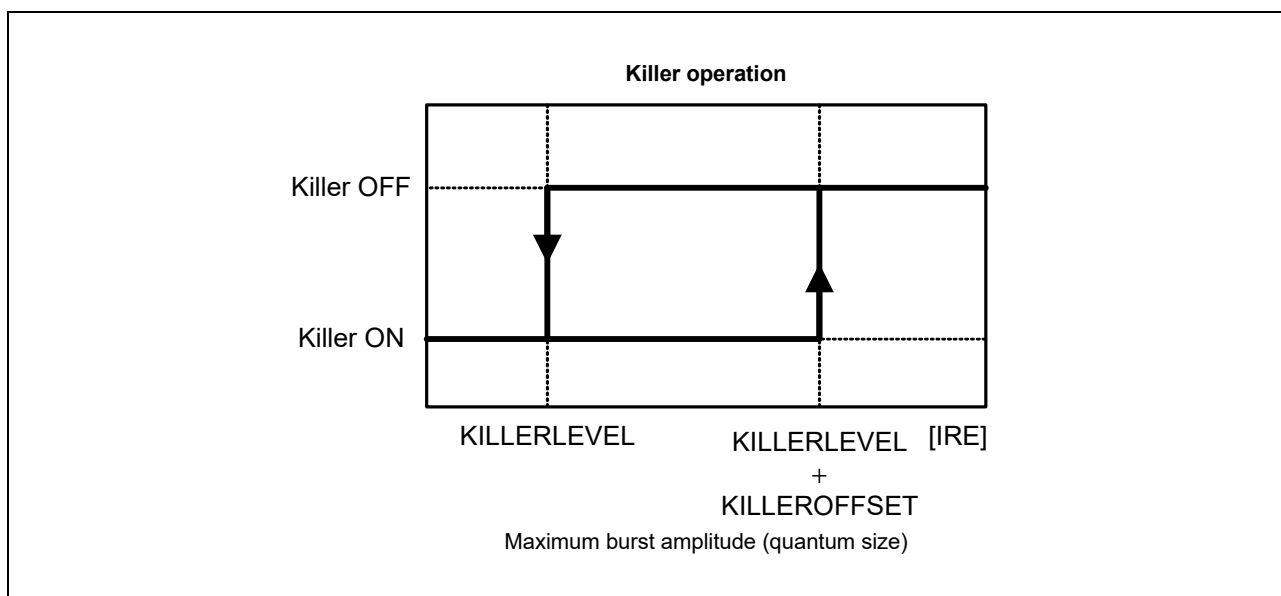 Killer operation
Killer OFF
Killer ON
KILLERLEVEL
KILLERLEVEL
+
KILLEROFFSET
[IRE]
Maximum burst amplitude (quantum size)